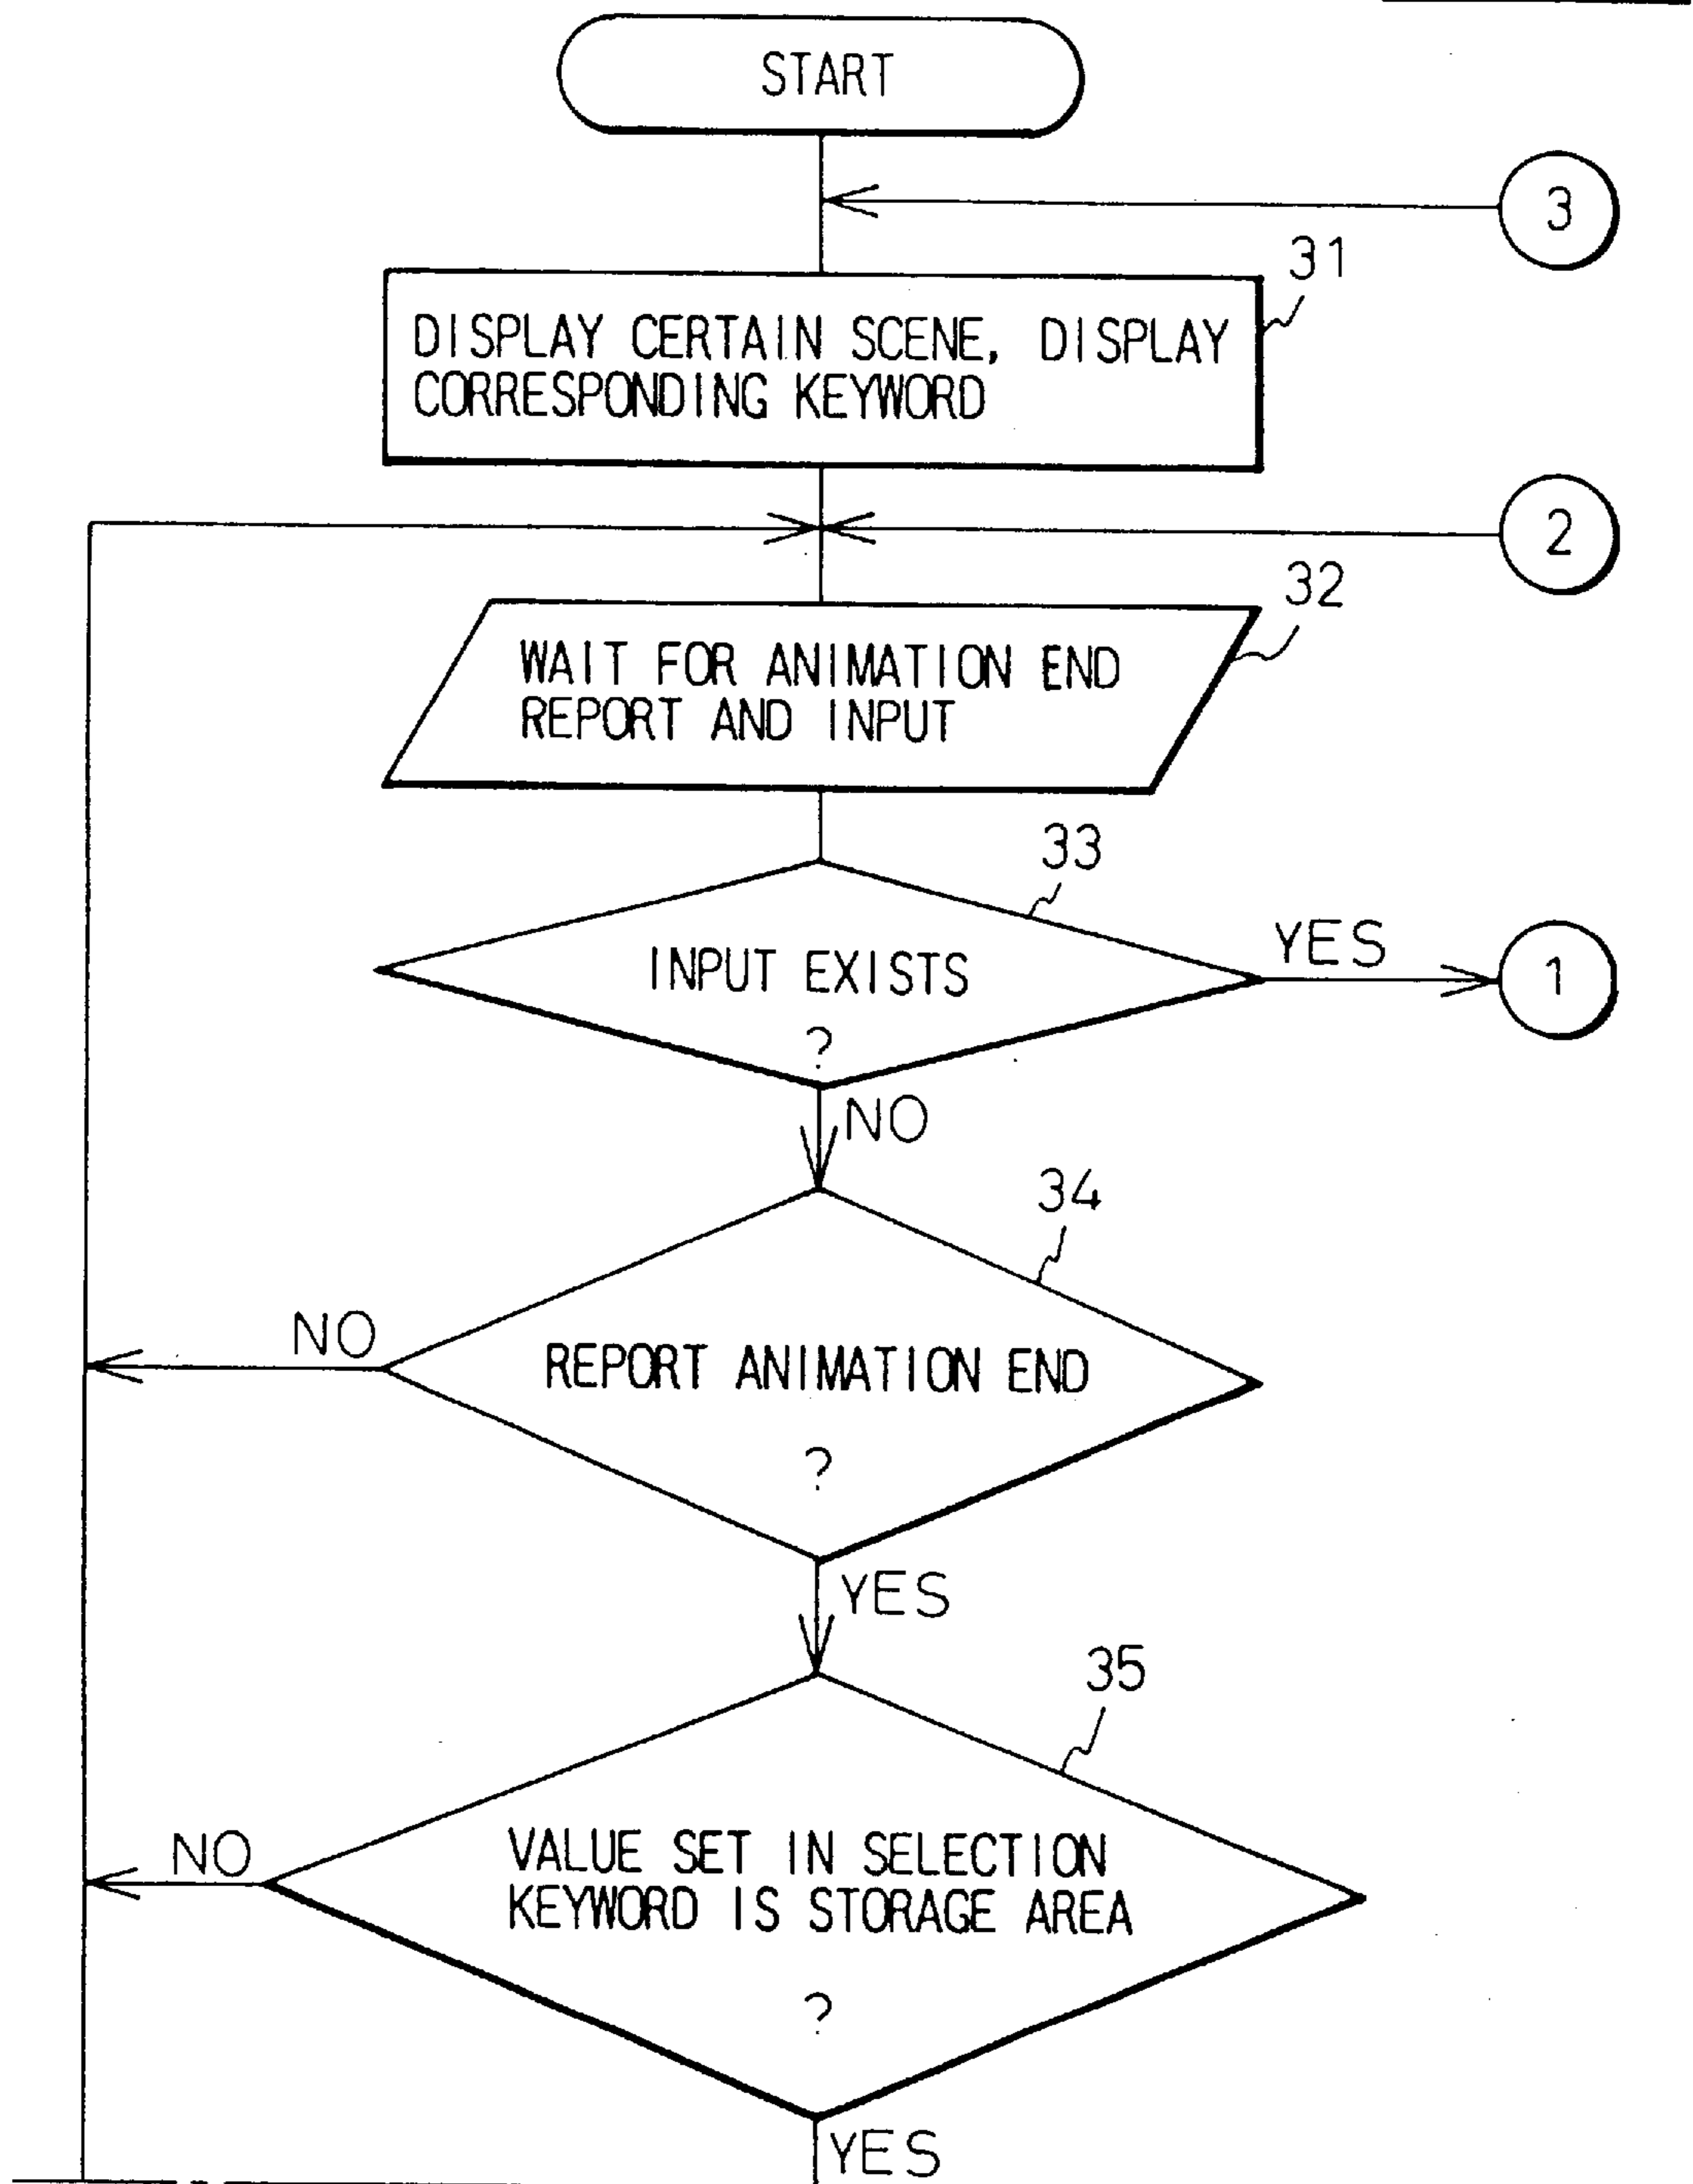 START
3
31
DISPLAY CERTAIN SCENE, DISPLAY
CORRESPONDING KEYWORD
2
32
WAIT FOR ANIMATION END
REPORT AND INPUT
33
INPUT EXISTS
?
YES
1
NO
34
NO
REPORT ANIMATION END
?
YES
35
NO
VALUE SET IN SELECTION
KEYWORD IS STORAGE AREA
?
YES